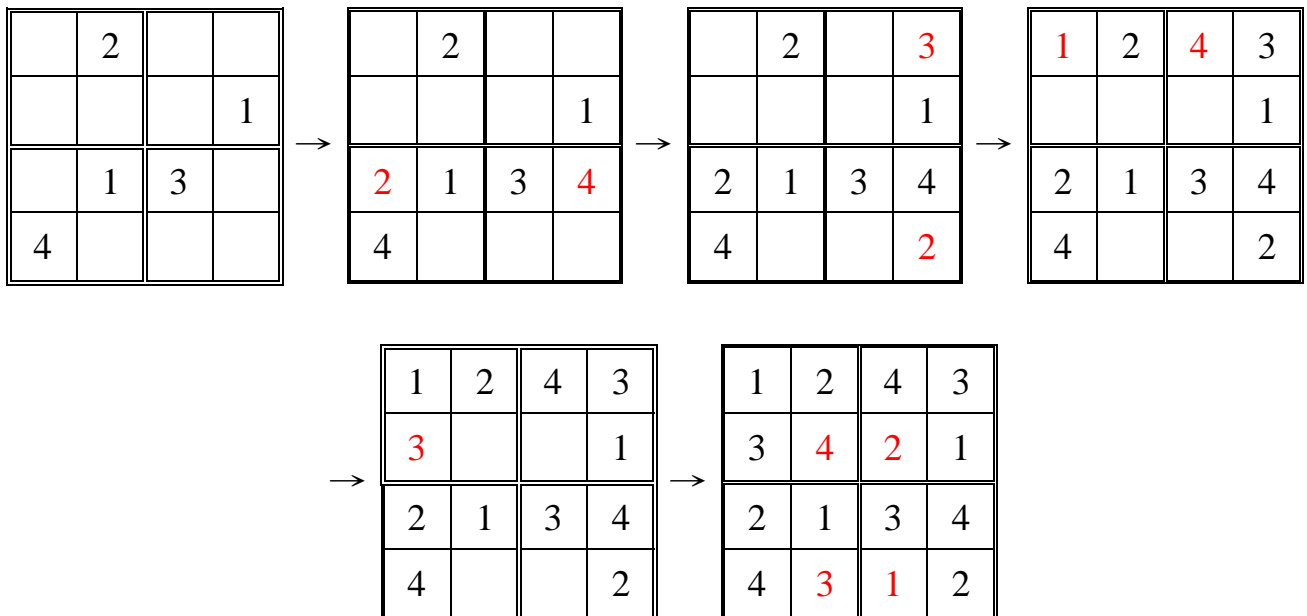 2 2 2 3 1 2 4 3
1 → 1 → 1 → 1
1 3 2 1 3 4 2 1 3 4 2 1 3 4
4 4 4 2 4 2
1 2 4 3 1 2 4 3
→ 3 1 → 3 4 2 1
2 1 3 4 2 1 3 4
4 2 4 3 1 2